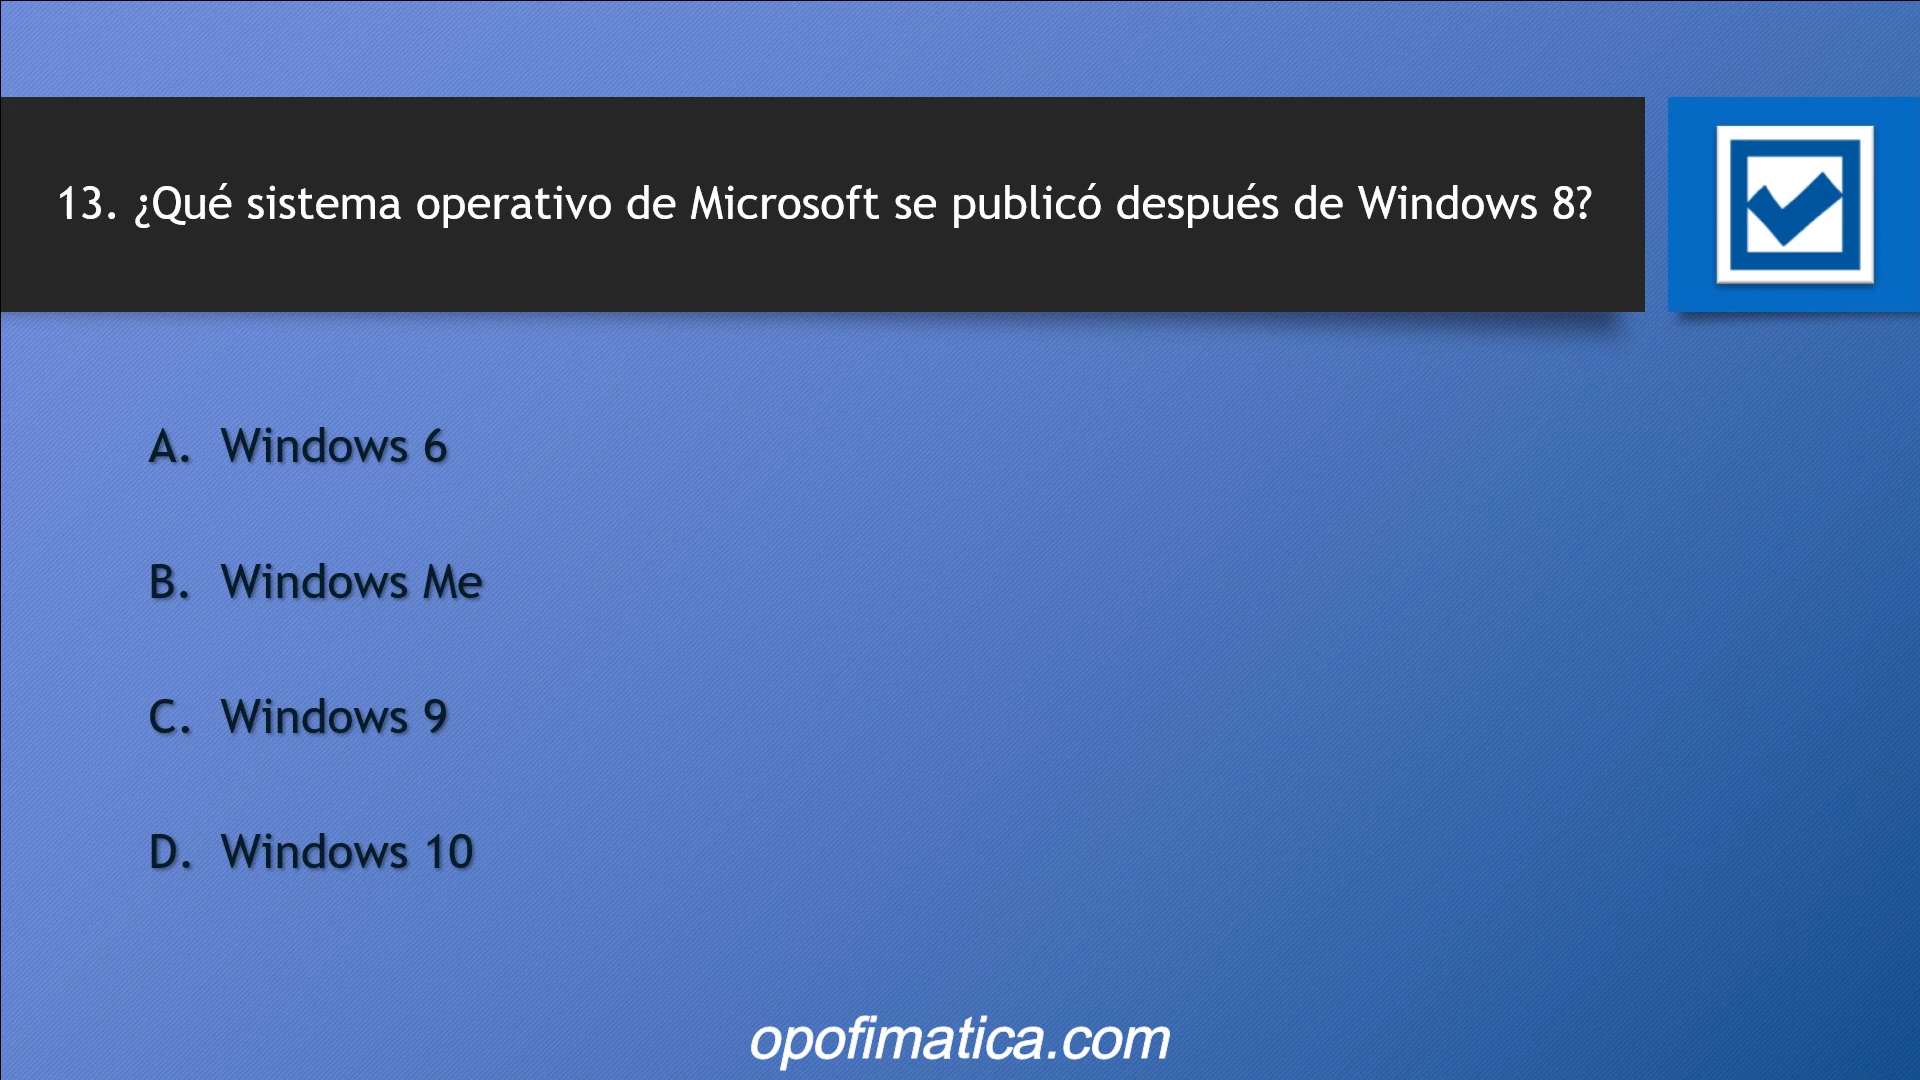 13. ¿Qué sistema operativo de Microsoft se publicó después de Windows 8?
A. Windows 6
B. Windows Me
C. Windows 9
D. Windows 10
opofimatica.com